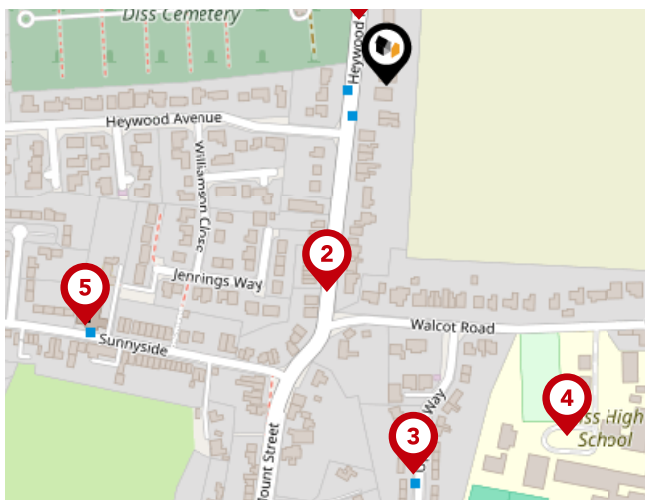 Diss Cemetery
Heywood
Heywood Avenue
Williamson Close
2
Jennings Way
5
Walcot Road
Sunnyside
4
Way
High
School
3
Street